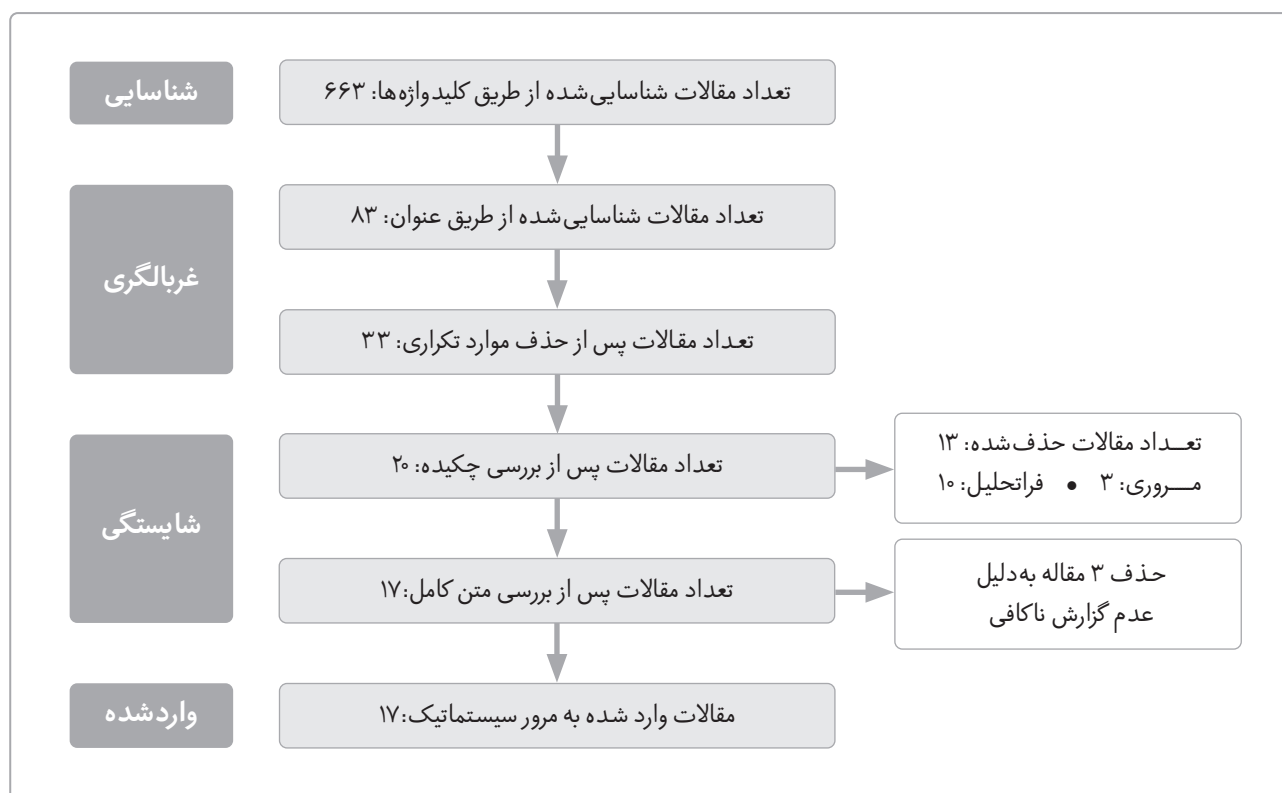 شناسایی
تعداد مقالات شناسایی‌شده از طریق کلیدواژه‌ها: ۶۶۳
غربالگری
تعداد مقالات شناسایی‌شده از طریق عنوان: ۸۳
تعداد مقالات پس از حذف موارد تکراری: ۳۳
شایستگی
تعداد مقالات پس از بررسی چکیده: ۲۰
تعــداد مقالات حذف‌شده: ۱۳
مــروری: ۳ • فراتحلیل: ۱۰
تعداد مقالات پس از بررسی متن کامل: ۱۷
حذف ۳ مقاله به‌دلیل
عدم گزارش ناکافی
واردشده
مقالات وارد شده به مرور سیستماتیک: ۱۷